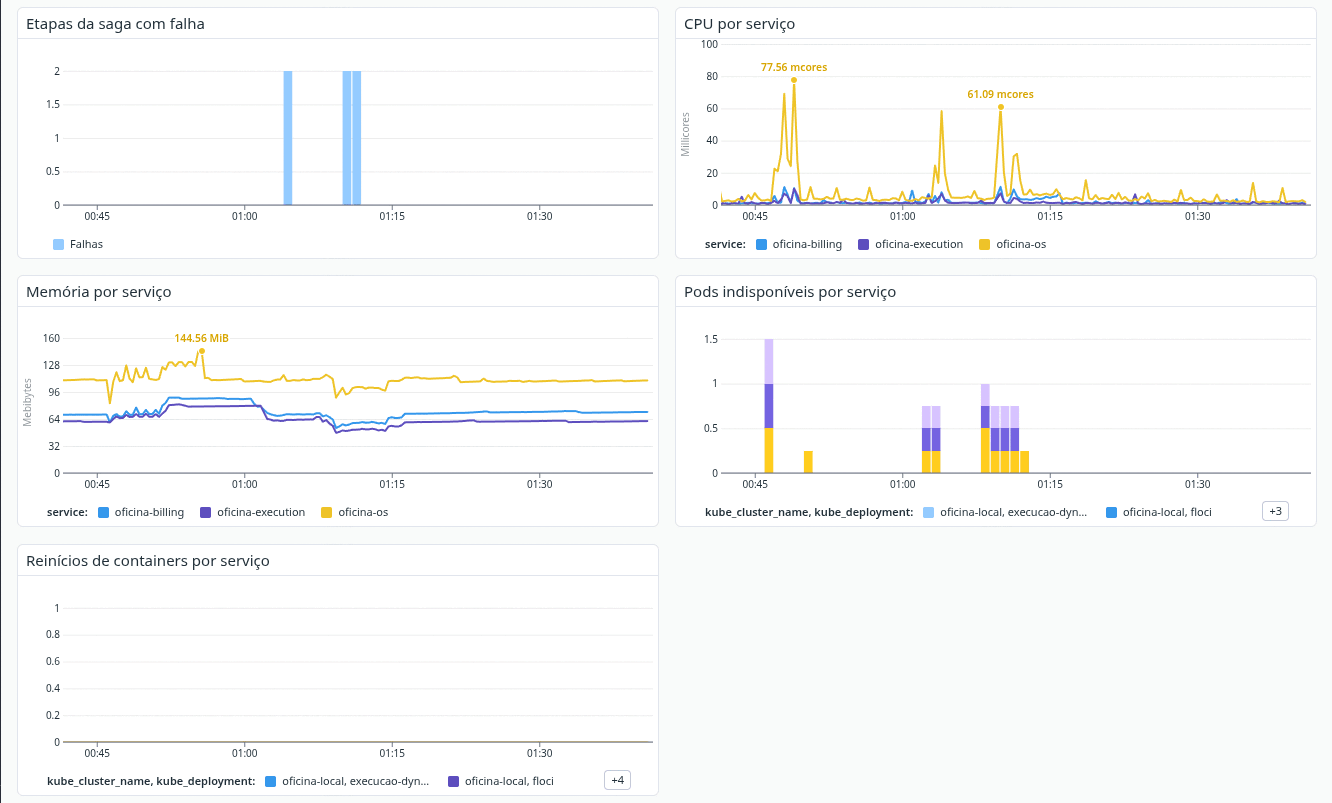 Etapas da saga com falha
2
1.5
1
0.5
0
00:45 01:00 01:15 01:30
Falhas
CPU por serviço
Millicores
100
80
60
40
20
0
77.56 mcores
61.09 mcores
00:45 01:00 01:15 01:30
service: oficina-billing oficina-execution oficina-os
Memória por serviço
Mebibytes
160
128
96
64
32
0
144.56 MiB
00:45 01:00 01:15 01:30
service: oficina-billing oficina-execution oficina-os
Pods indisponíveis por serviço
1.5
1
0.5
0
00:45 01:00 01:15 01:30
kube_cluster_name, kube_deployment: oficina-local, execucao-dyn... oficina-local, floci +3
Reinícios de containers por serviço
1
0.8
0.6
0.4
0.2
0
00:45 01:00 01:15 01:30
kube_cluster_name, kube_deployment: oficina-local, execucao-dyn... oficina-local, floci +4